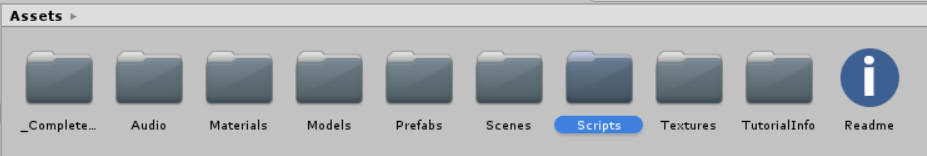 Assets
_Complete... Audio Materials Models Prefabs Scenes Scripts Textures TutorialInfo Readme